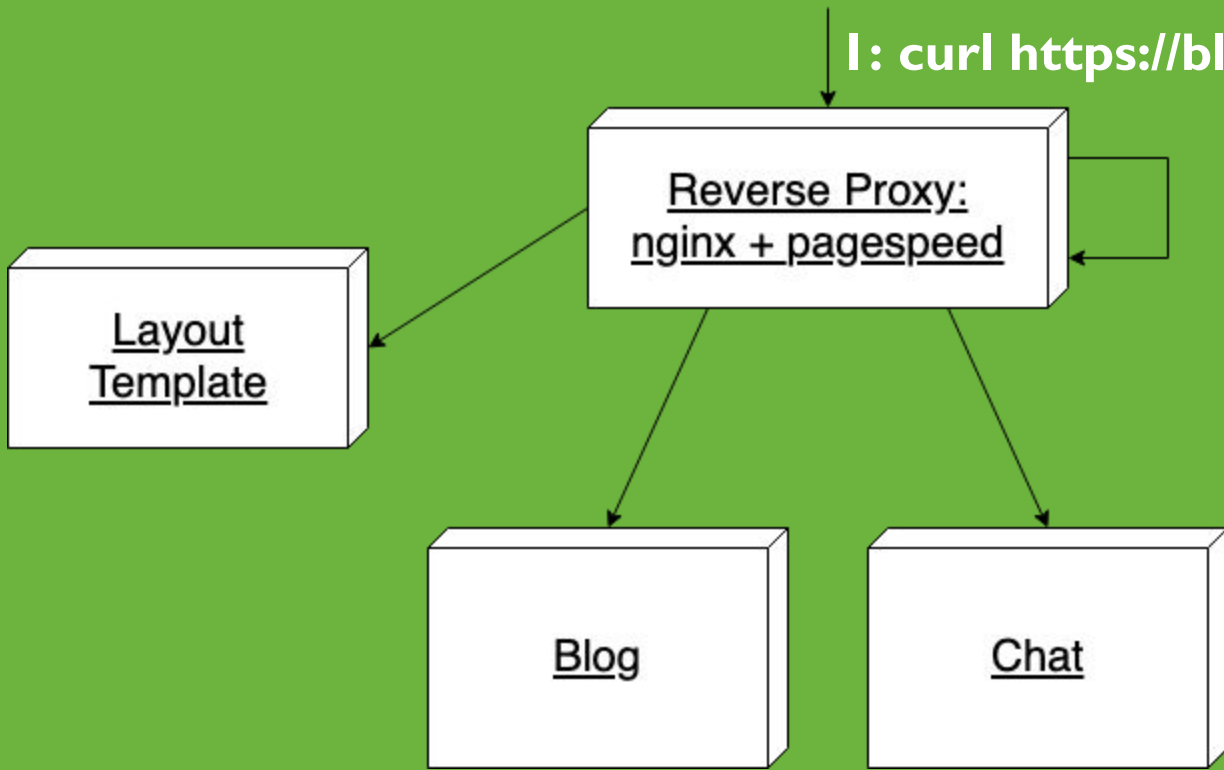 1: curl https://bl
Reverse Proxy:
nginx + pagespeed
Layout
Template
Blog
Chat